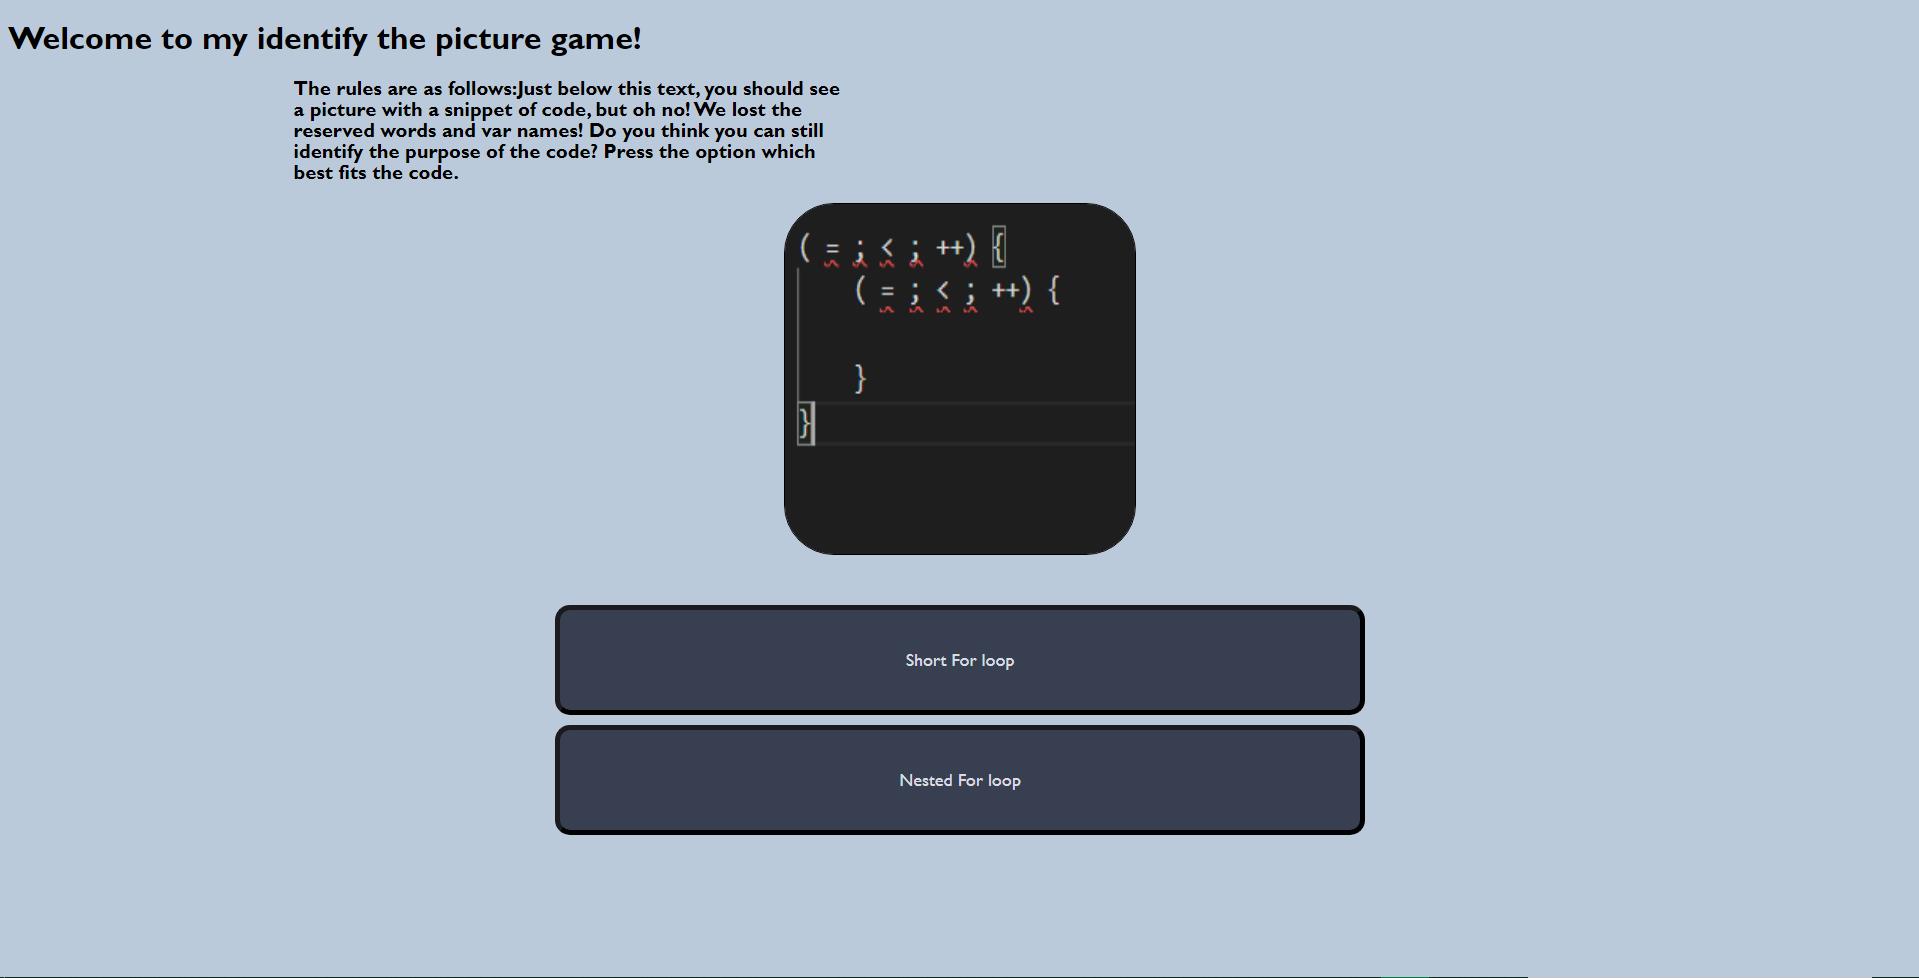 Welcome to my identify the picture game!
The rules are as follows:Just below this text, you should see
a picture with a snippet of code, but oh no! We lost the
reserved words and var names! Do you think you can still
identify the purpose of the code? Press the option which
best fits the code.
( = ; < ; ++) {
( = ; < ; ++) {
}
}
Short For loop
Nested For loop